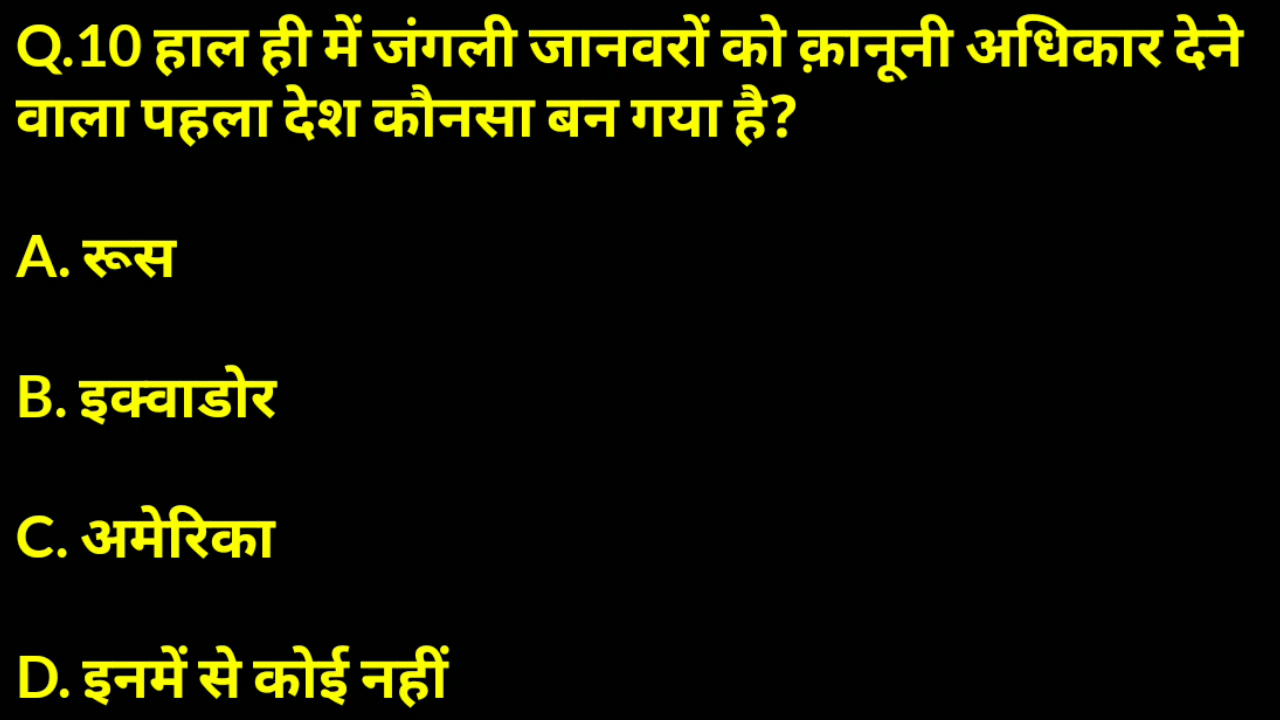 Q.10 हाल ही में जंगली जानवरों को क़ानूनी अधिकार देने
वाला पहला देश कौनसा बन गया है?
A. रूस
B. इक्वाडोर
C. अमेरिका
D. इनमें से कोई नहीं